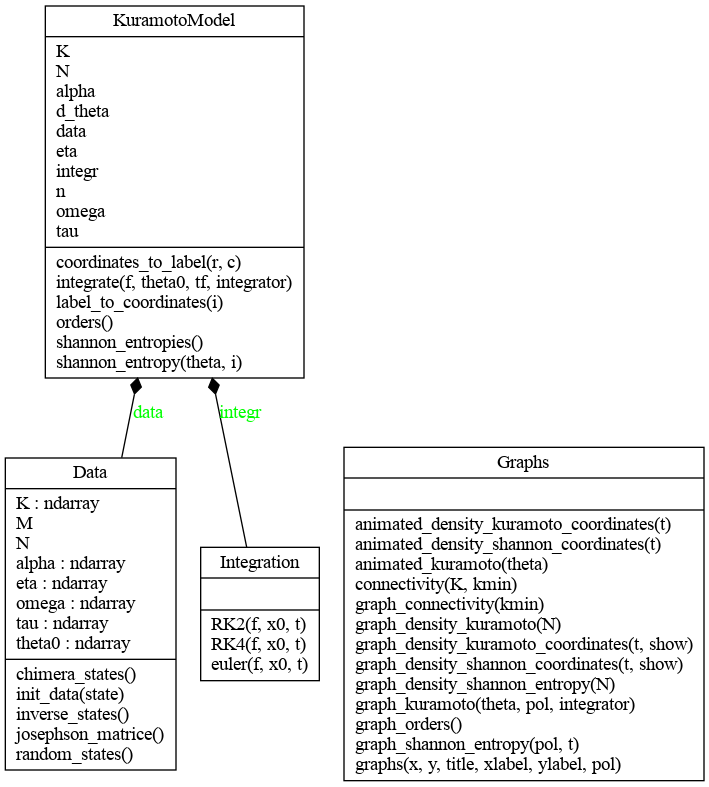 KuramotoModel
K
N
alpha
d_theta
data
eta
integr
n
omega
tau
coordinates_to_label(r, c)
integrate(f, theta0, tf, integrator)
label_to_coordinates(i)
orders()
shannon_entropies()
shannon_entropy(theta, i)
data
integr
Data
K : ndarray
M
N
alpha : ndarray
eta : ndarray
omega : ndarray
tau : ndarray
theta0 : ndarray
chimera_states()
init_data(state)
inverse_states()
josephson_matrice()
random_states()
Integration
RK2(f, x0, t)
RK4(f, x0, t)
euler(f, x0, t)
Graphs
animated_density_kuramoto_coordinates(t)
animated_density_shannon_coordinates(t)
animated_kuramoto(theta)
connectivity(K, kmin)
graph_connectivity(kmin)
graph_density_kuramoto(N)
graph_density_kuramoto_coordinates(t, show)
graph_density_shannon_coordinates(t, show)
graph_density_shannon_entropy(N)
graph_kuramoto(theta, pol, integrator)
graph_orders()
graph_shannon_entropy(pol, t)
graphs(x, y, title, xlabel, ylabel, pol)